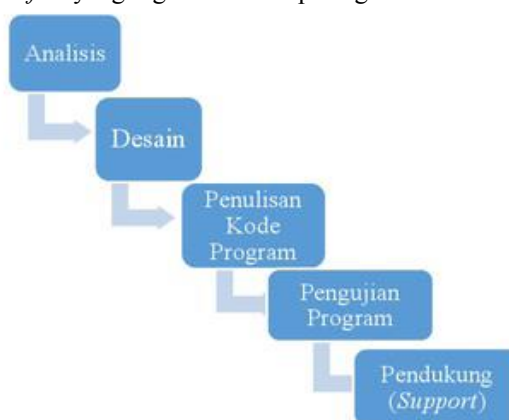 Analisis
Desain
Penulisan
Kode
Program
Pengujian
Program
Pendukung
(Support)